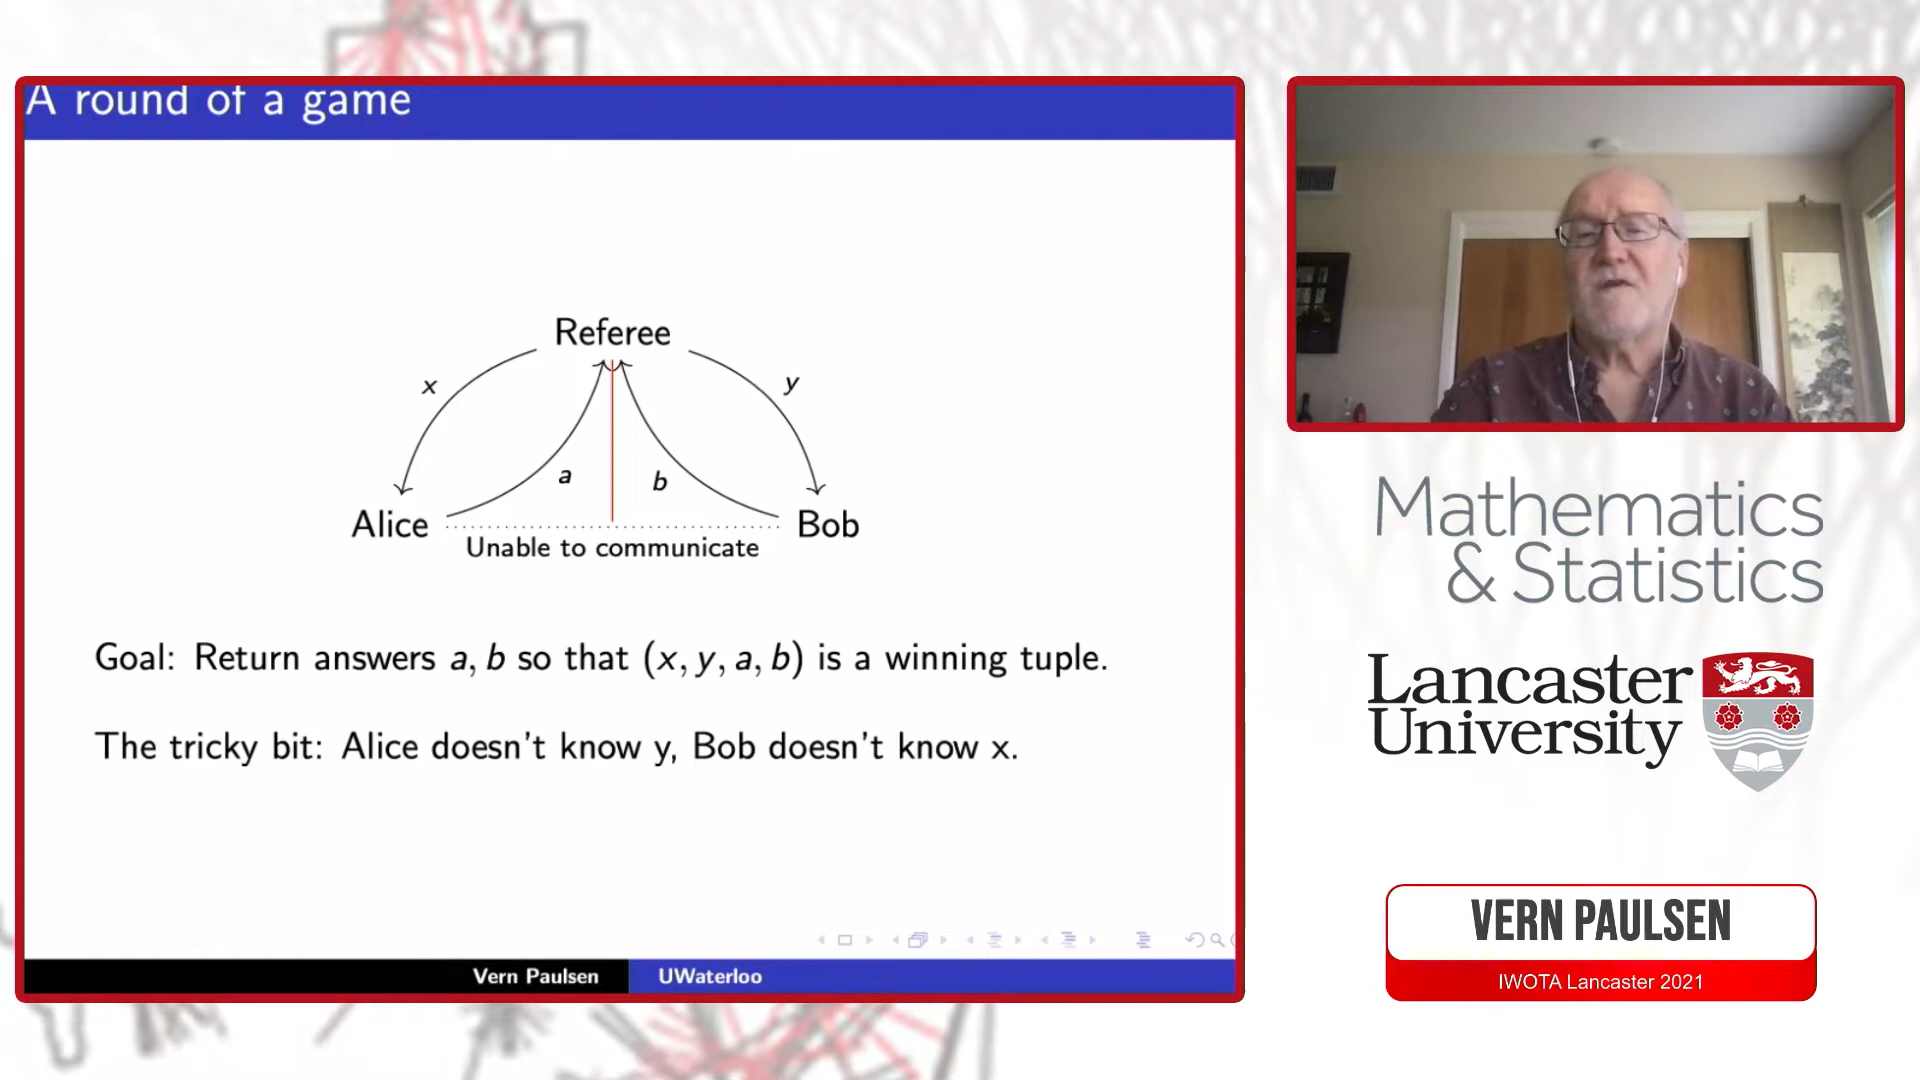 A round of a game
Referee
x
y
a
b
Alice
Bob
Unable to communicate
Goal: Return answers a, b so that (x, y, a, b) is a winning tuple.
The tricky bit: Alice doesn't know y, Bob doesn't know x.
Vern Paulsen
UWaterloo
Mathematics
& Statistics
Lancaster
University
VERN PAULSEN
IWOTA Lancaster 2021